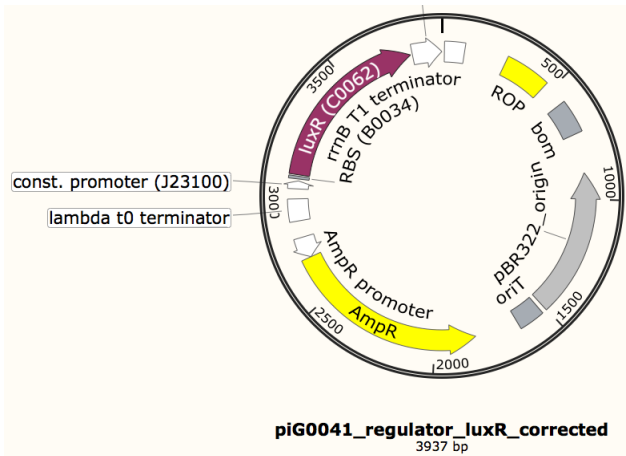 500
1000
1500
2000
2500
3000
3500
luxR (C0062)
rrnB T1 terminator
RBS (B0034)
ROP
bom
pBR322_origin
oriT
const. promoter (J23100)
lambda t0 terminator
AmpR promoter
AmpR
piG0041_regulator_luxR_corrected
3937 bp